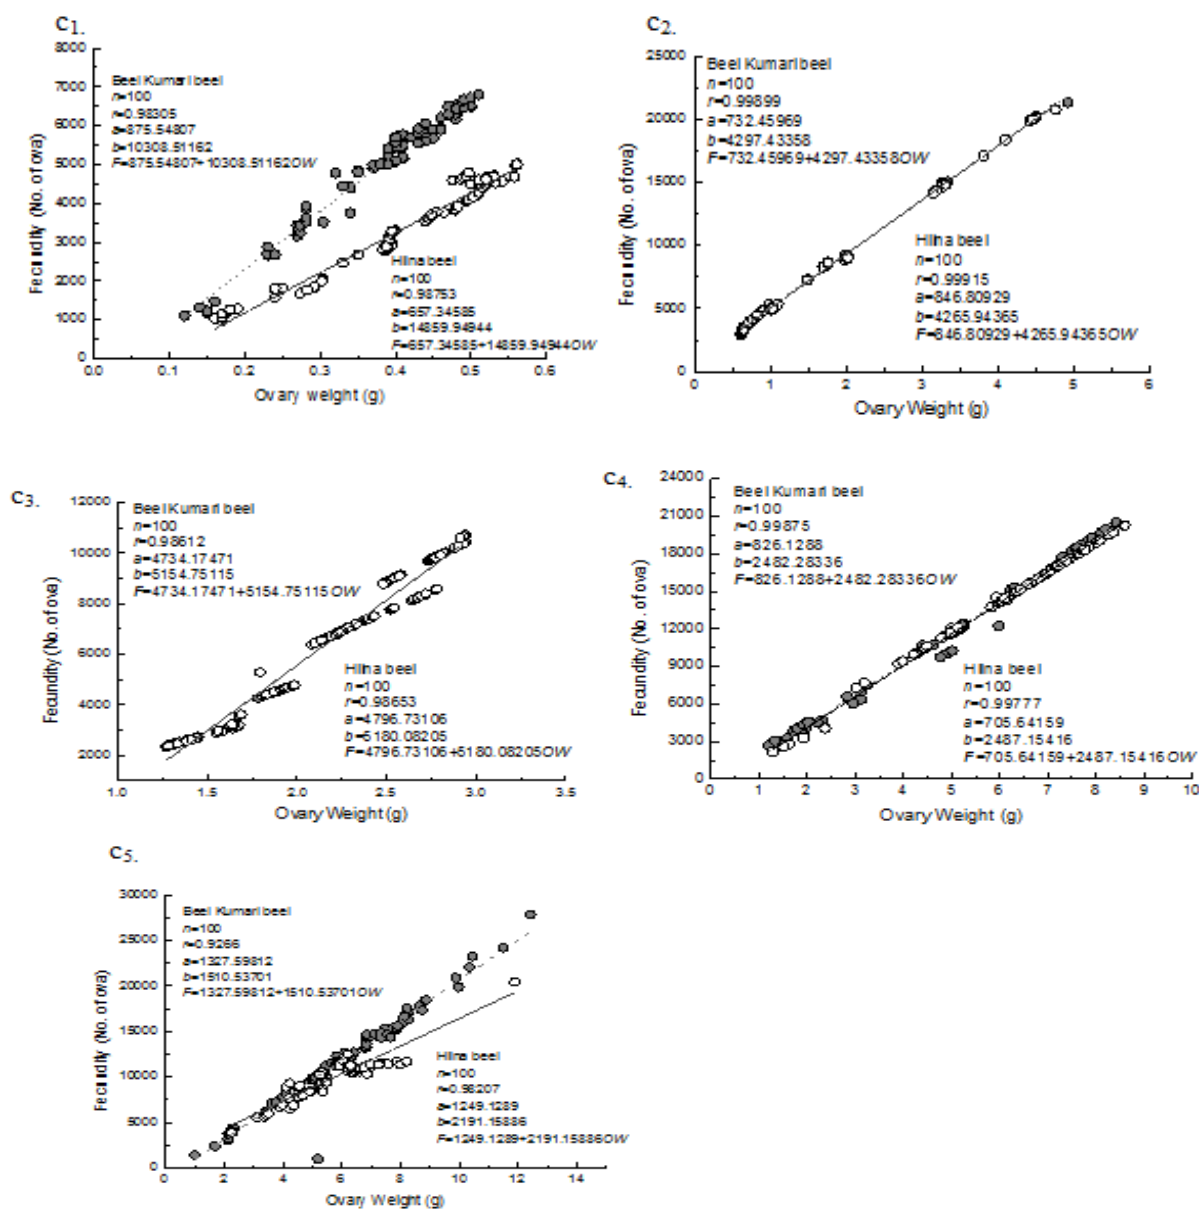 C1.
8000
7000
6000
5000
4000
3000
2000
1000
0
Fecundity (No. of ova)
Beel Kumari beel
n=100
r=0.98305
a=875.54807
b=10308.51162
F=875.54807+10308.51162OW
Hilna beel
n=100
r=0.98753
a=657.34585
b=14859.94944
F=657.34585+14859.94944OW
0.0 0.1 0.2 0.3 0.4 0.5 0.6
Ovary weight (g)
C2.
25000
20000
15000
10000
5000
0
Fecundity (No. of ova)
Beel Kumari beel
n=100
r=0.99899
a=732.45969
b=4297.43358
F=732.45969+4297.43358OW
Hilna beel
n=100
r=0.99915
a=846.80929
b=4265.94365
F=846.80929+4265.94365OW
0 1 2 3 4 5 6
Ovary Weight (g)
C3.
12000
10000
8000
6000
4000
2000
Fecundity (No. of ova)
Beel Kumari beel
n=100
r=0.98612
a=4734.17471
b=5154.75115
F=4734.17471+5154.75115OW
Hilna beel
n=100
r=0.98653
a=4796.73106
b=5180.08205
F=4796.73106+5180.08205OW
1.0 1.5 2.0 2.5 3.0 3.5
Ovary Weight (g)
C4.
24000
21000
18000
15000
12000
9000
6000
3000
0
Fecundity (No. of ova)
Beel Kumari beel
n=100
r=0.99875
a=826.1288
b=2482.28336
F=826.1288+2482.28336OW
Hilna beel
n=100
r=0.99777
a=705.64159
b=2487.15416
F=705.64159+2487.15416OW
0 1 2 3 4 5 6 7 8 9 10
Ovary Weight (g)
C5.
30000
25000
20000
15000
10000
5000
0
Fecundity (No. of ova)
Beel Kumari beel
n=100
r=0.9266
a=1327.59812
b=1510.53701
F=1327.59812+1510.53701OW
Hilna beel
n=100
r=0.98207
a=1249.1289
b=2191.15886
F=1249.1289+2191.15886OW
0 2 4 6 8 10 12 14
Ovary Weight (g)